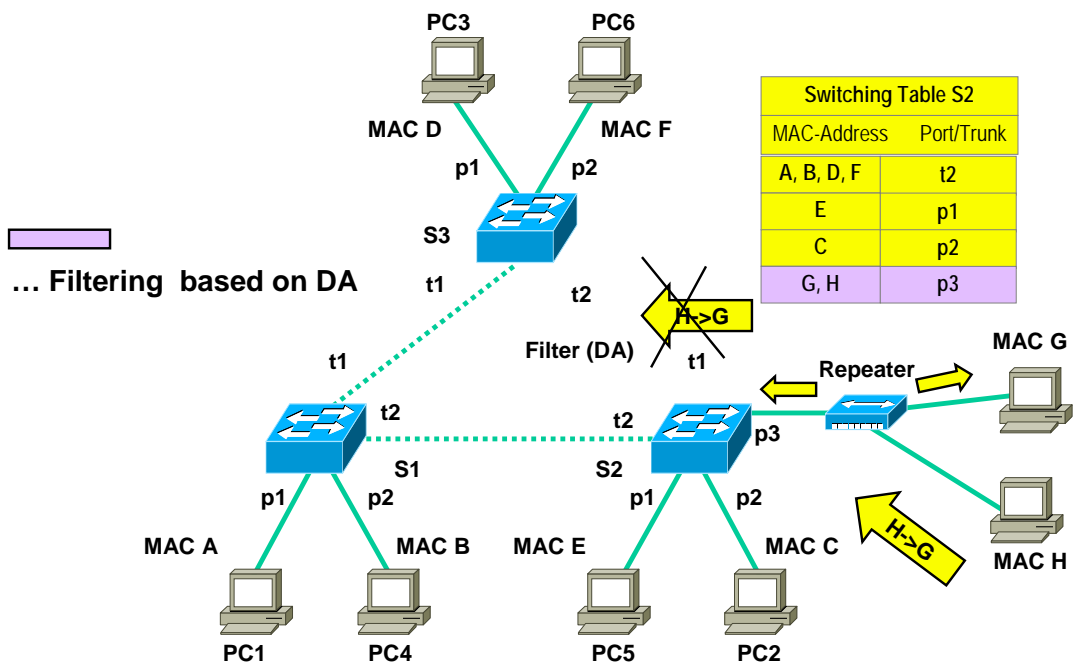 PC3
PC6
Switching Table S2
MAC-Address Port/Trunk
A, B, D, F t2
E p1
C p2
G, H p3
MAC D
MAC F
p1
p2
S3
... Filtering based on DA
t1
t2
H->G
Filter (DA)
t1
t1
Repeater
MAC G
t2
t2
p3
S1
S2
p1
p2
p1
p2
H->G
MAC A
MAC B
MAC E
MAC C
MAC H
PC1
PC4
PC5
PC2